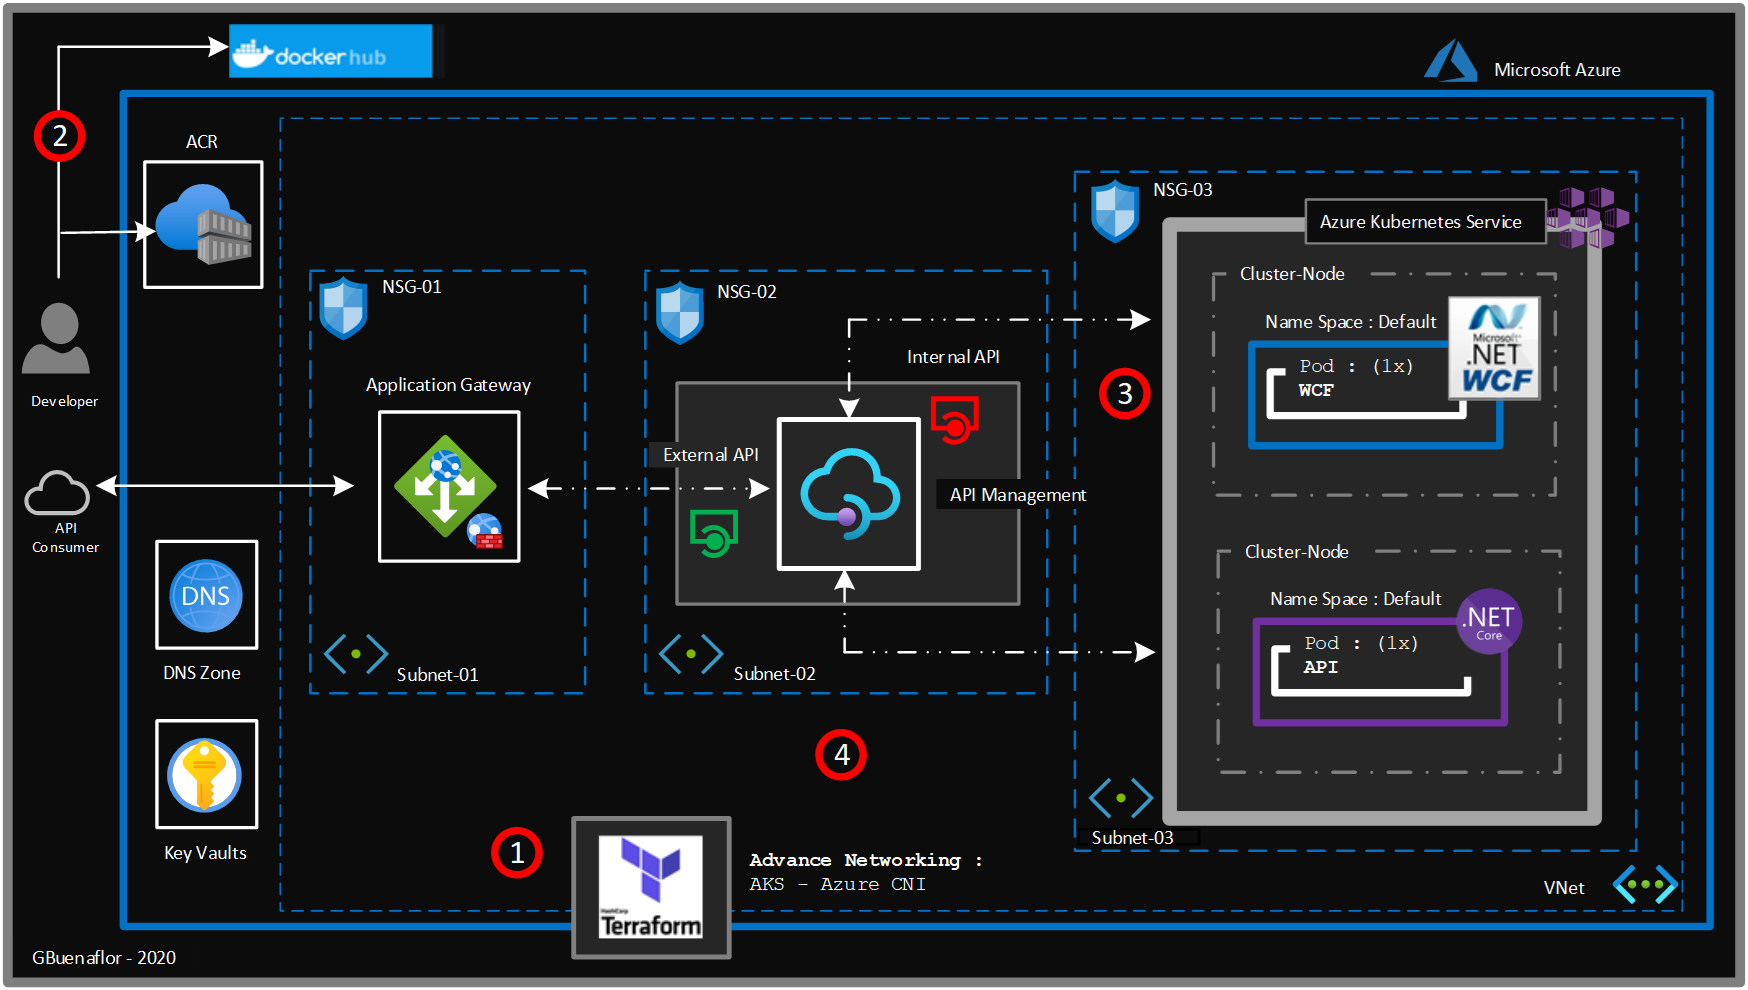 docker hub
Microsoft Azure
2
ACR
NSG-03
Azure Kubernetes Service
Cluster-Node
NSG-01
NSG-02
Name Space : Default
Microsoft®
.NET
WCF
Internal API
Pod : (1x)
WCF
Application Gateway
3
Developer
External API
API Management
API
Consumer
Cluster-Node
DNS
Name Space : Default
.NET
Core
Pod : (1x)
API
DNS Zone
Subnet-01
Subnet-02
4
Subnet-03
Key Vaults
1
HashiCorp
Terraform
Advance Networking :
AKS – Azure CNI
VNet
GBuenaflor - 2020